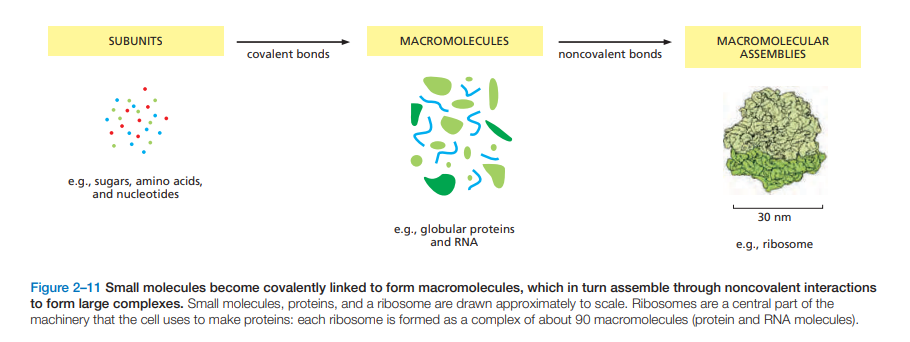 SUBUNITS
covalent bonds
MACROMOLECULES
noncovalent bonds
MACROMOLECULAR
ASSEMBLIES
e.g., sugars, amino acids,
and nucleotides
e.g., globular proteins
and RNA
30 nm
e.g., ribosome
Figure 2–11 Small molecules become covalently linked to form macromolecules, which in turn assemble through noncovalent interactions
to form large complexes. Small molecules, proteins, and a ribosome are drawn approximately to scale. Ribosomes are a central part of the
machinery that the cell uses to make proteins: each ribosome is formed as a complex of about 90 macromolecules (protein and RNA molecules).